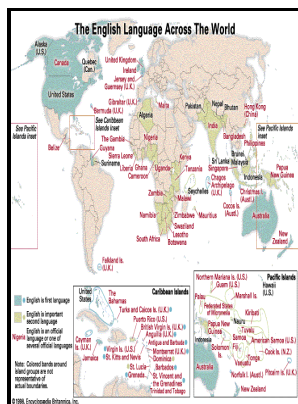 The English Language Across The World
Alaska
(U.S.)
Canada
Quebec
(Can.)
United Kingdom
Ireland
Jersey and
Guernsey (U.K.)
United States
Gibraltar (U.K.)
Bermuda (U.K.)
Malta
Pakistan
Nepal
Bhutan
Hong Kong
(China)
See Pacific
Islands inset
See Caribbean
Islands inset
Algeria
India
Bangladesh
Philippines
See Pacific
Islands inset
Belize
The Gambia
Guyana
Sierra Leone
Suriname
Liberia
Ghana
Cameroon
Nigeria
Uganda
Kenya
Tanzania
Sri Lanka
Brunei
Malaysia
Singapore
Seychelles
Chagos
Archipelago
(U.K.)
Indonesia
Papua
New Guinea
Christmas I.
(Aust.)
Cocos Is.
(Aust.)
Zambia
Malawi
Namibia
Zimbabwe
Mauritius
Swaziland
Lesotho
Botswana
South Africa
Australia
New
Zealand
Falkland Is.
(U.K.)
English is first language
English is important
second language
Nigeria
English is an official
language or one of
several official languages
Note: Colored bands around
island groups are not
representative of actual
boundaries.
Caribbean Islands
United
States
The
Bahamas
Turks and Caicos Is. (U.K.)
Puerto Rico (U.S.)
British Virgin Is. (U.K.)
Anguilla (U.K.)
Cayman
Is. (U.K.)
Jamaica
Virgin Is. (U.S.)
St. Kitts and Nevis
Antigua and Barbuda
Montserrat (U.K.)
Dominica
Barbados
St. Lucia
Grenada
St. Vincent and
the Grenadines
Trinidad and Tobago
Pacific Islands
Northern Mariana Is. (U.S.)
Guam (U.S.)
Hawaii
(U.S.)
Palau
Marshall Is.
Federated States of
Micronesia
Kiribati
Nauru
Papua New
Guinea
Tuvalu
Samoa
American Samoa (U.S.)
Indonesia
Solomon
Is.
Vanuatu
Tonga
Cook Is. (N.Z.)
Australia
Norfolk I. (Aust.)
Pitcairn Is. (U.K.)
New Zealand
Encyclopædia Britannica, Inc.